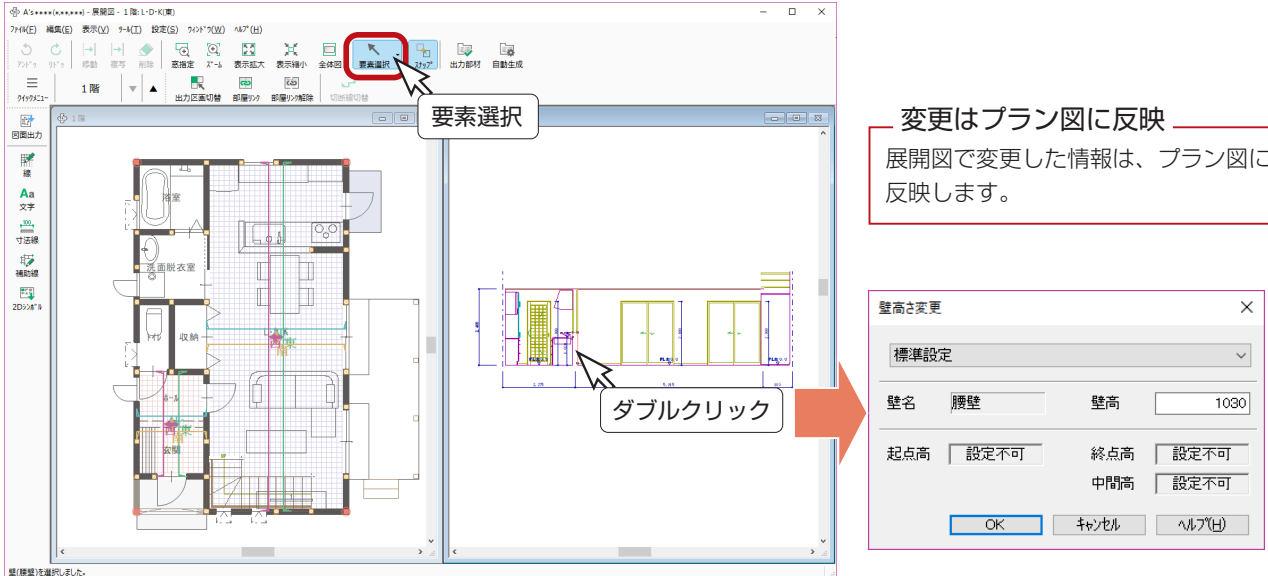 A's****(*,**,***) - 展開図 - 1 階: L・D・K(東)
ﾌｧｲﾙ(F) 編集(E) 表示(V) ﾂｰﾙ(T) 設定(S) ｳｨﾝﾄﾞｳ(W) ﾍﾙﾌﾟ(H)
ｱﾝﾄﾞｩ ﾘﾄﾞｩ 移動 複写 削除 窓指定 ｽﾞｰﾑ 表示拡大 表示縮小 全体図 要素選択 ｽﾅｯﾌﾟ 出力部材 自動生成
ｸｲｯｸﾒﾆｭｰ 1 階 出力区画切替 部屋ﾘﾝｸ 部屋ﾘﾝｸ解除 切断線切替
要素選択
図面出力
線
Aa
文字
100
寸法線
補助線
2Dｼﾝﾎﾞﾙ
1 階
浴室
洗面脱衣室
ﾄｲﾚ
収納
ホール
玄関
西
東
南
西
東
南
UP
ダブルクリック
壁(腰壁)を選択しました。
変更はプラン図に反映
展開図で変更した情報は、プラン図に
反映します。
壁高さ変更
標準設定
壁名 腰壁 壁高 1030
起点高 設定不可 終点高 設定不可
中間高 設定不可
OK ｷｬﾝｾﾙ ﾍﾙﾌﾟ(H)